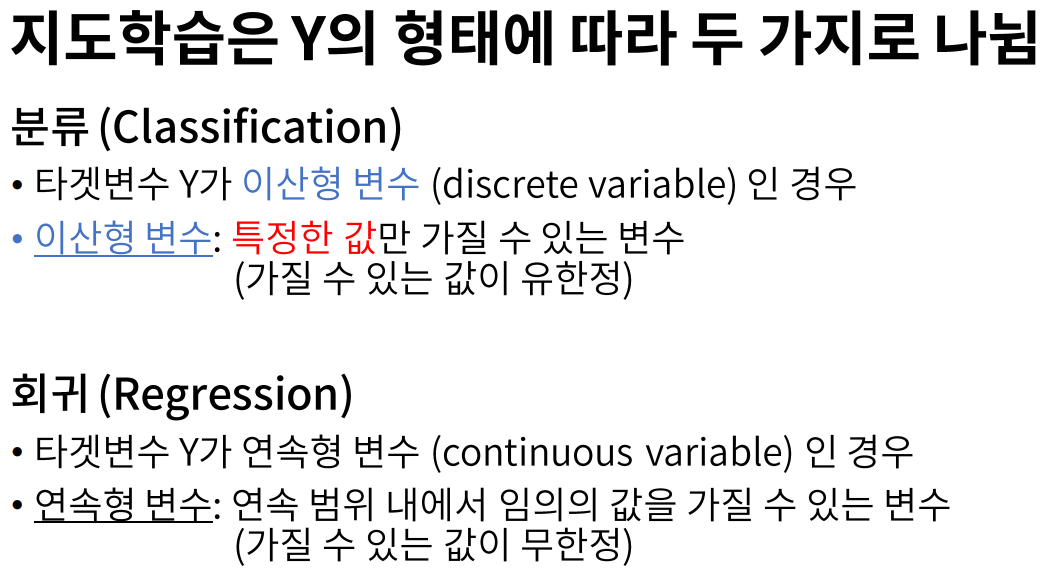 지도학습은 Y의 형태에 따라 두 가지로 나뉨
분류 (Classification)
• 타겟변수 Y가 이산형 변수 (discrete variable) 인 경우
• 이산형 변수: 특정한 값만 가질 수 있는 변수
(가질 수 있는 값이 유한정)
회귀 (Regression)
• 타겟변수 Y가 연속형 변수 (continuous variable) 인 경우
• 연속형 변수: 연속 범위 내에서 임의의 값을 가질 수 있는 변수
(가질 수 있는 값이 무한정)